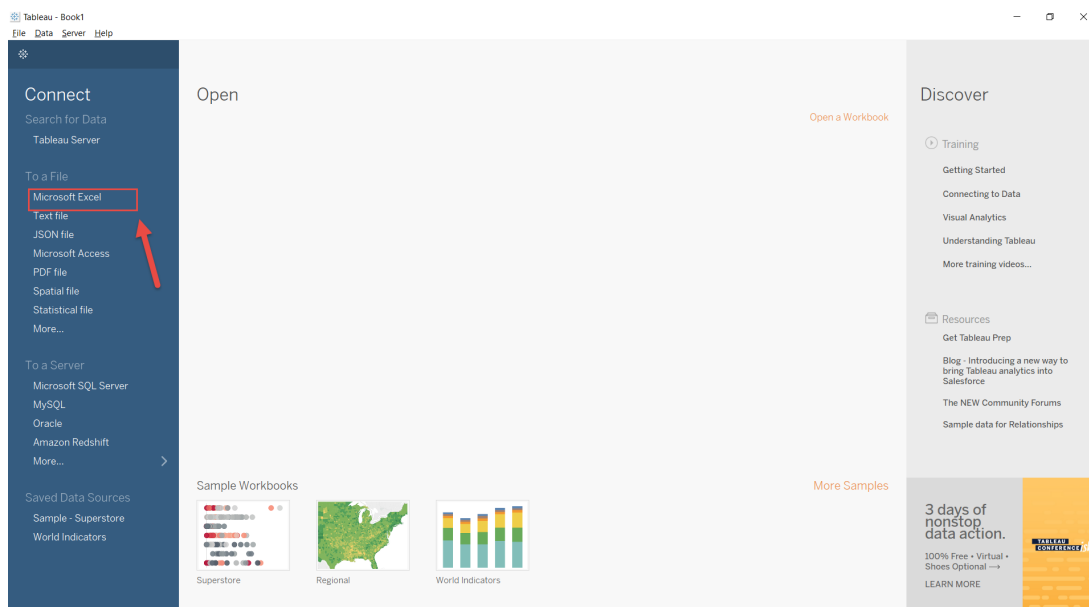 Tableau - Book1
File Data Server Help
Connect
Search for Data
Tableau Server
To a File
Microsoft Excel
Text file
JSON file
Microsoft Access
PDF file
Spatial file
Statistical file
More...
To a Server
Microsoft SQL Server
MySQL
Oracle
Amazon Redshift
More...
Saved Data Sources
Sample - Superstore
World Indicators
Open
Open a Workbook
Sample Workbooks
More Samples
Superstore
Regional
World Indicators
Discover
Training
Getting Started
Connecting to Data
Visual Analytics
Understanding Tableau
More training videos...
Resources
Get Tableau Prep
Blog - Introducing a new way to
bring Tableau analytics into
Salesforce
The NEW Community Forums
Sample data for Relationships
3 days of
nonstop
data action.
100% Free • Virtual •
Shoes Optional →
LEARN MORE
TABLEAU
CONFERENCE